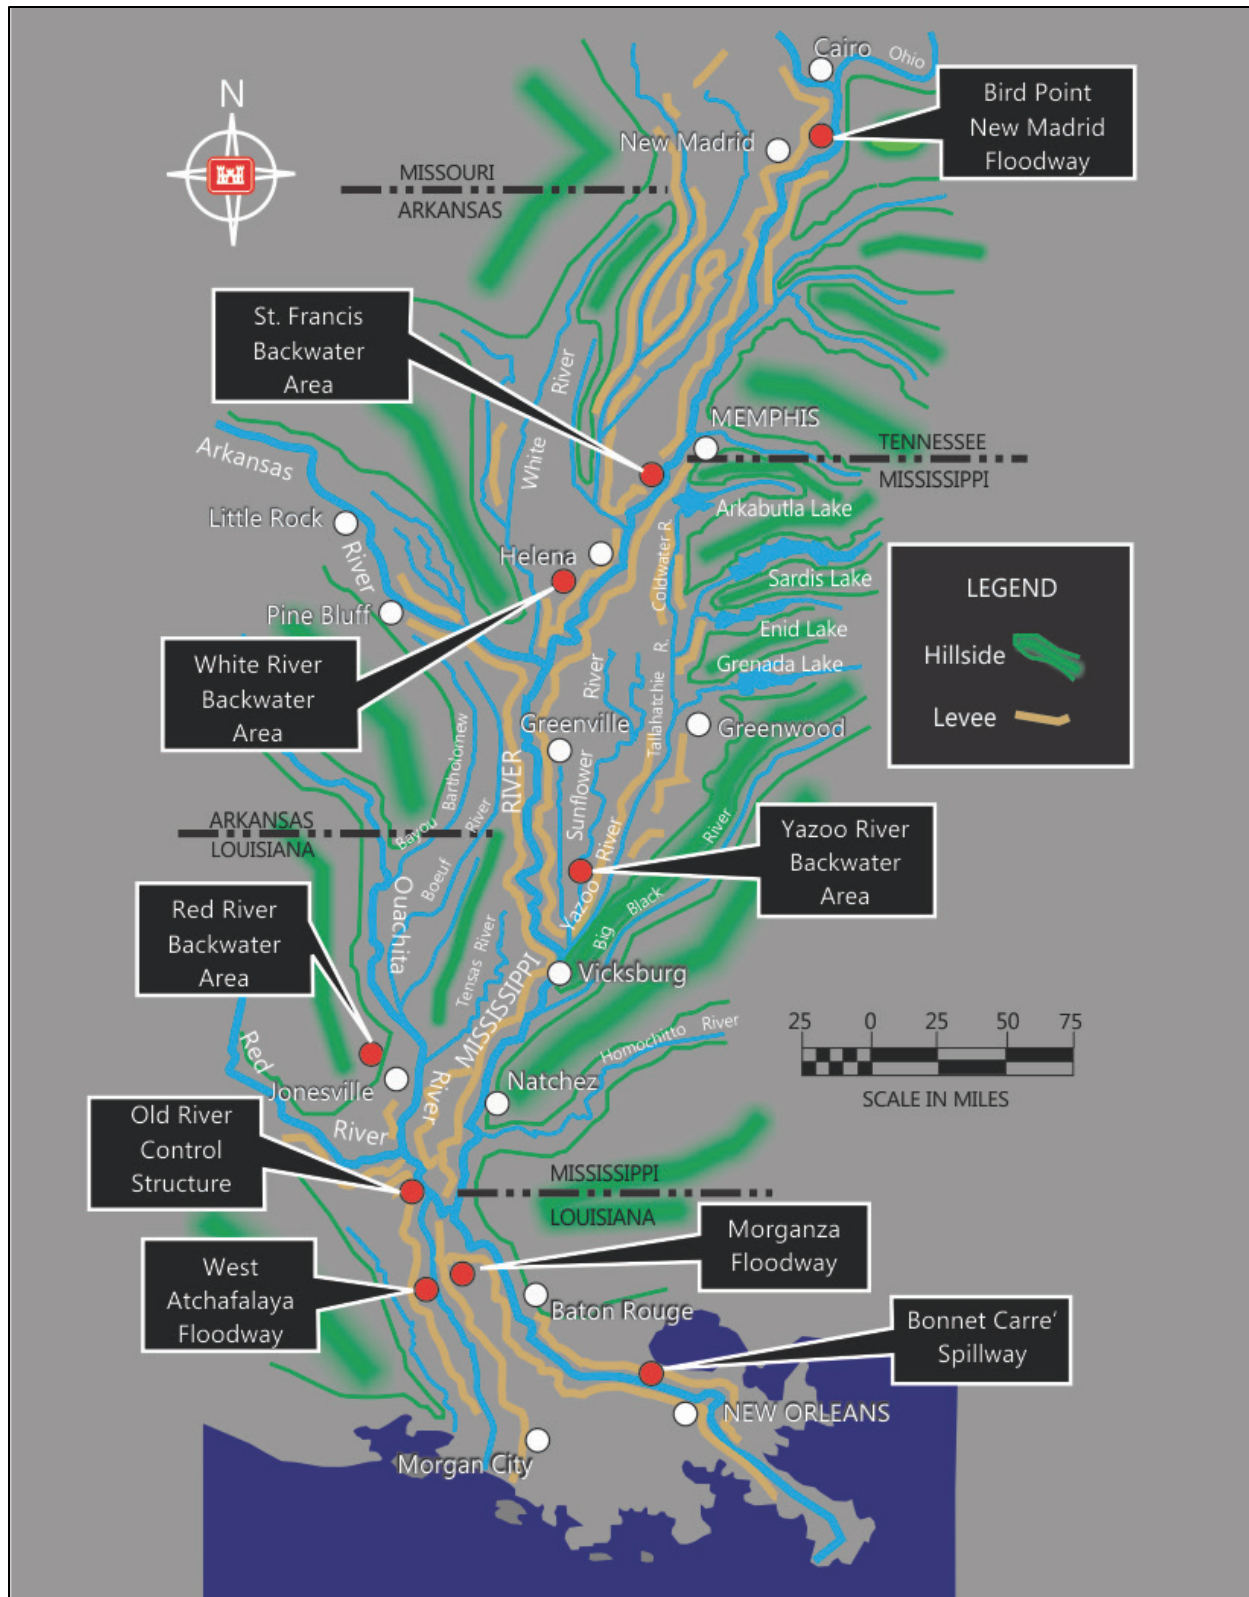 N
Cairo
Ohio
Bird Point
New Madrid
Floodway
New Madrid
MISSOURI
ARKANSAS
St. Francis
Backwater
Area
White
River
MEMPHIS
TENNESSEE
MISSISSIPPI
Arkansas
River
Little Rock
Arkabutla Lake
Coldwater R.
Helena
Sardis Lake
LEGEND
Hillside
Levee
Pine Bluff
Enid Lake
Grenada Lake
White River
Backwater
Area
River
Sunflower
Tallahatchie R.
Greenville
Greenwood
Bartholomew
Bayou
RIVER
ARKANSAS
LOUISIANA
River
Boeuf
Yazoo River
Backwater
Area
River
Yazoo
River
Black
Big
Red River
Backwater
Area
Ouachita
River
Tensas River
MISSISSIPPI
Vicksburg
25 0 25 50 75
SCALE IN MILES
Homochitto River
Red
River
Jonesville
Natchez
Old River
Control
Structure
MISSISSIPPI
LOUISIANA
Morganza
Floodway
West
Atchafalaya
Floodway
Baton Rouge
Bonnet Carre'
Spillway
NEW ORLEANS
Morgan City